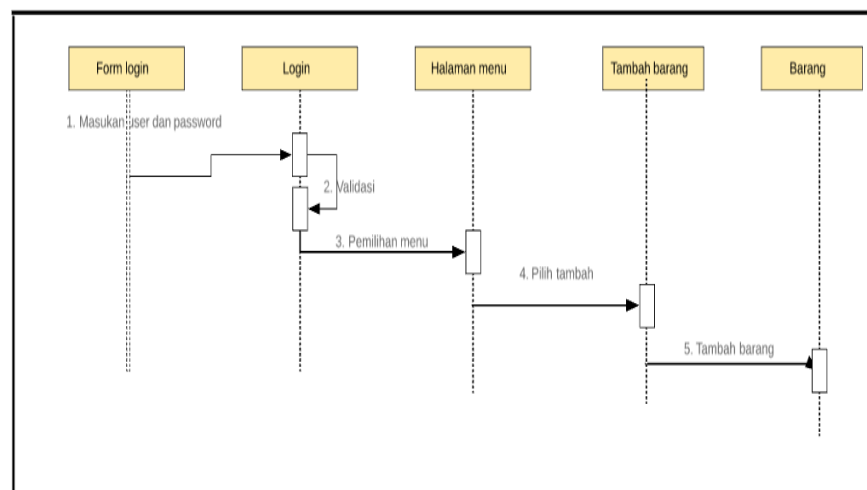 Form login
Login
Halaman menu
Tambah barang
Barang
1. Masukan user dan password
2. Validasi
3. Pemilihan menu
4. Pilih tambah
5. Tambah barang